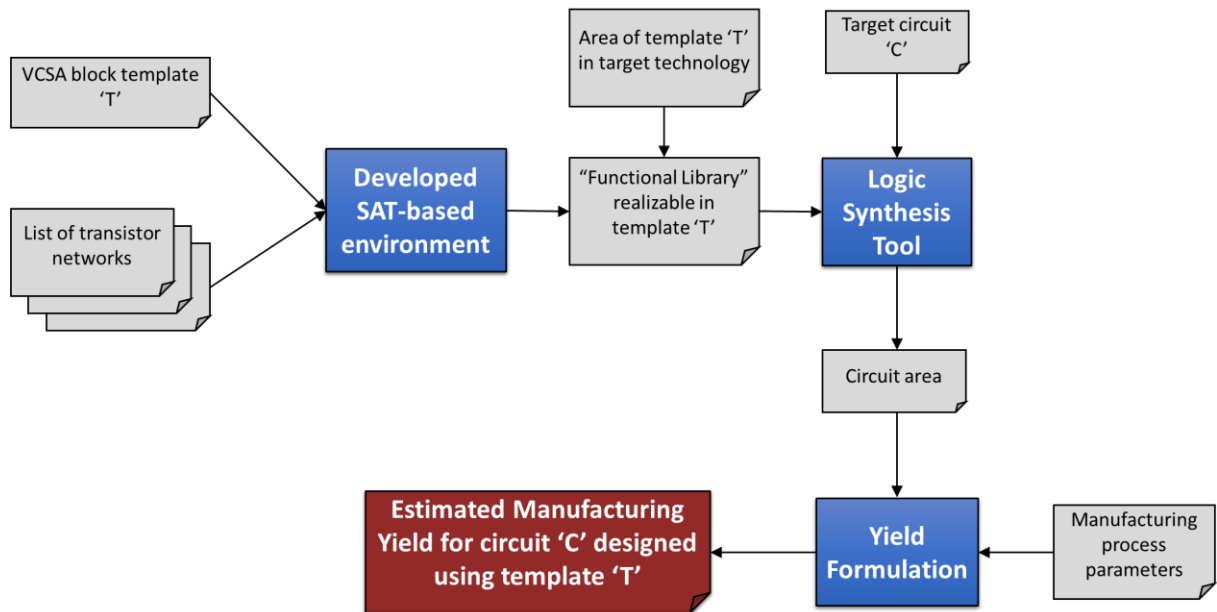 VCSA block template
‘T’
List of transistor
networks
Developed
SAT-based
environment
Area of template ‘T’
in target technology
“Functional Library”
realizable in
template ‘T’
Target circuit
‘C’
Logic
Synthesis
Tool
Circuit area
Yield
Formulation
Manufacturing
process
parameters
Estimated Manufacturing
Yield for circuit ‘C’ designed
using template ‘T’